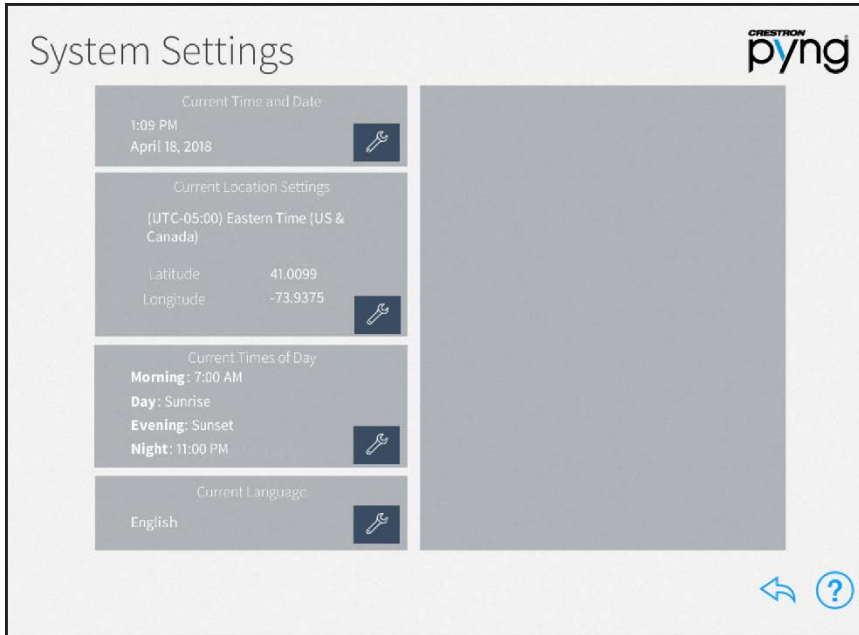 System Settings
CRESTRON
pyng
Current Time and Date
1:09 PM
April 18, 2018
Current Location Settings
(UTC-05:00) Eastern Time (US &
Canada)
Latitude 41.0099
Longitude -73.9375
Current Times of Day
Morning: 7:00 AM
Day: Sunrise
Evening: Sunset
Night: 11:00 PM
Current Language
English
?